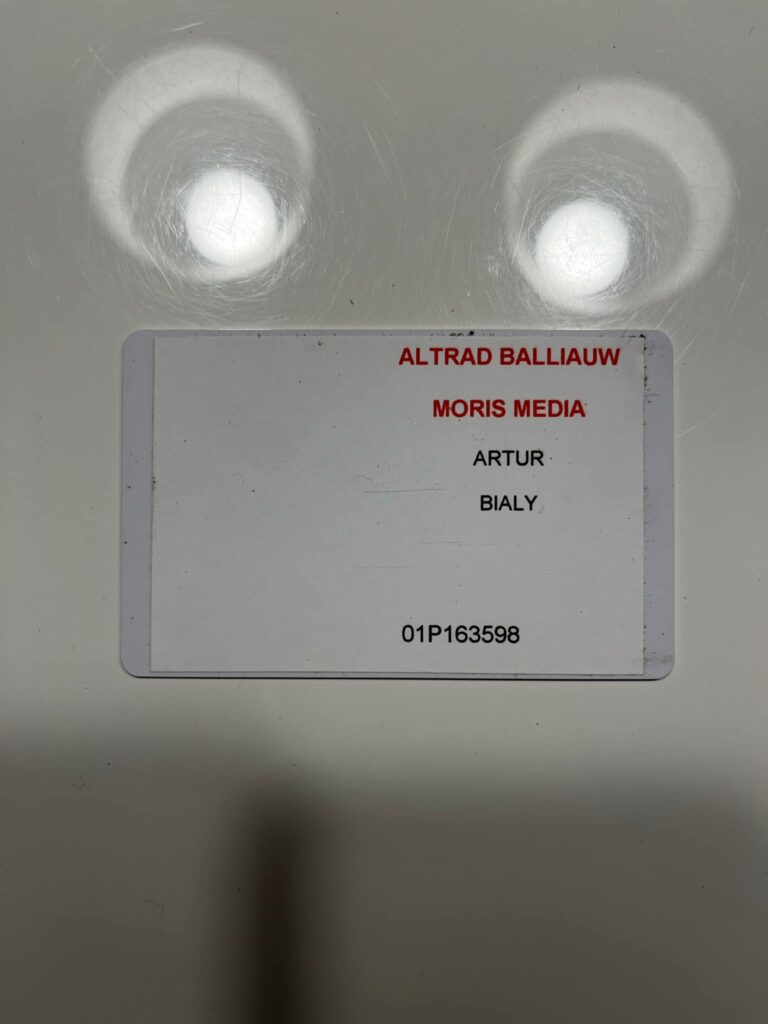 ALTRAD BALLIAUW
MORIS MEDIA
ARTUR
BIALY
01P163598